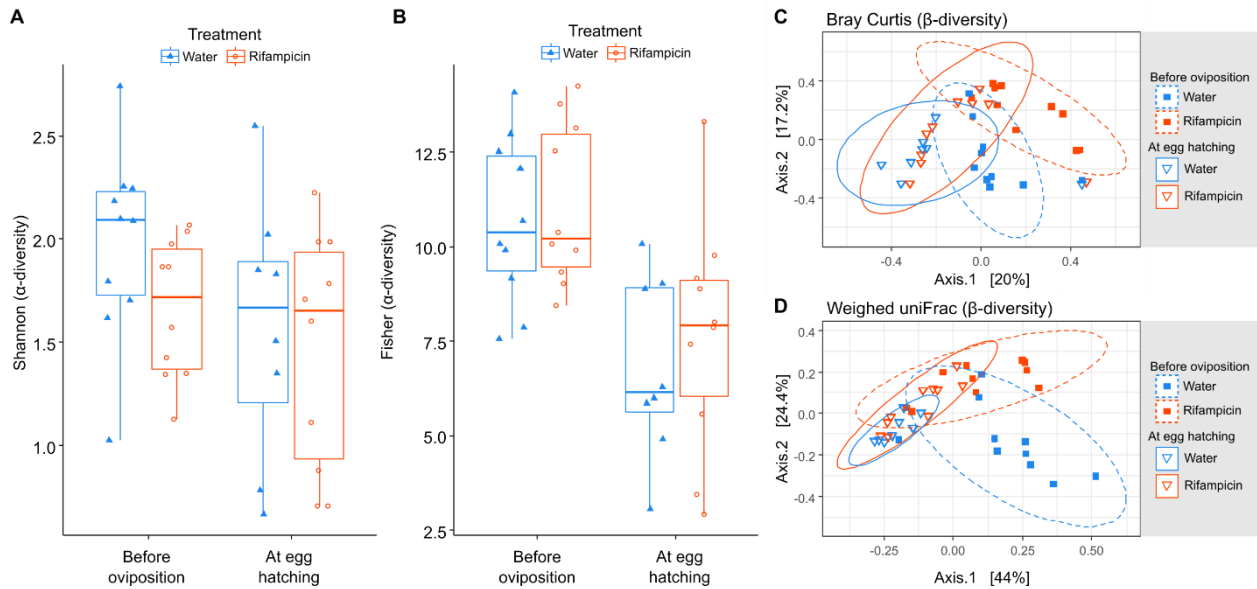 A
Treatment
Water Rifampicin
Shannon (α-diversity)
2.5
2.0
1.5
1.0
Before
oviposition
At egg
hatching
B
Treatment
Water Rifampicin
Fisher (α-diversity)
12.5
10.0
7.5
5.0
2.5
Before
oviposition
At egg
hatching
C
Bray Curtis (β-diversity)
Axis.2 [17.2%]
0.4
0.0
-0.4
-0.4 0.0 0.4
Axis.1 [20%]
Before oviposition
Water
Rifampicin
At egg hatching
Water
Rifampicin
D
Weighed uniFrac (β-diversity)
Axis.2 [24.4%]
0.4
0.2
0.0
-0.2
-0.4
-0.25 0.00 0.25 0.50
Axis.1 [44%]
Before oviposition
Water
Rifampicin
At egg hatching
Water
Rifampicin